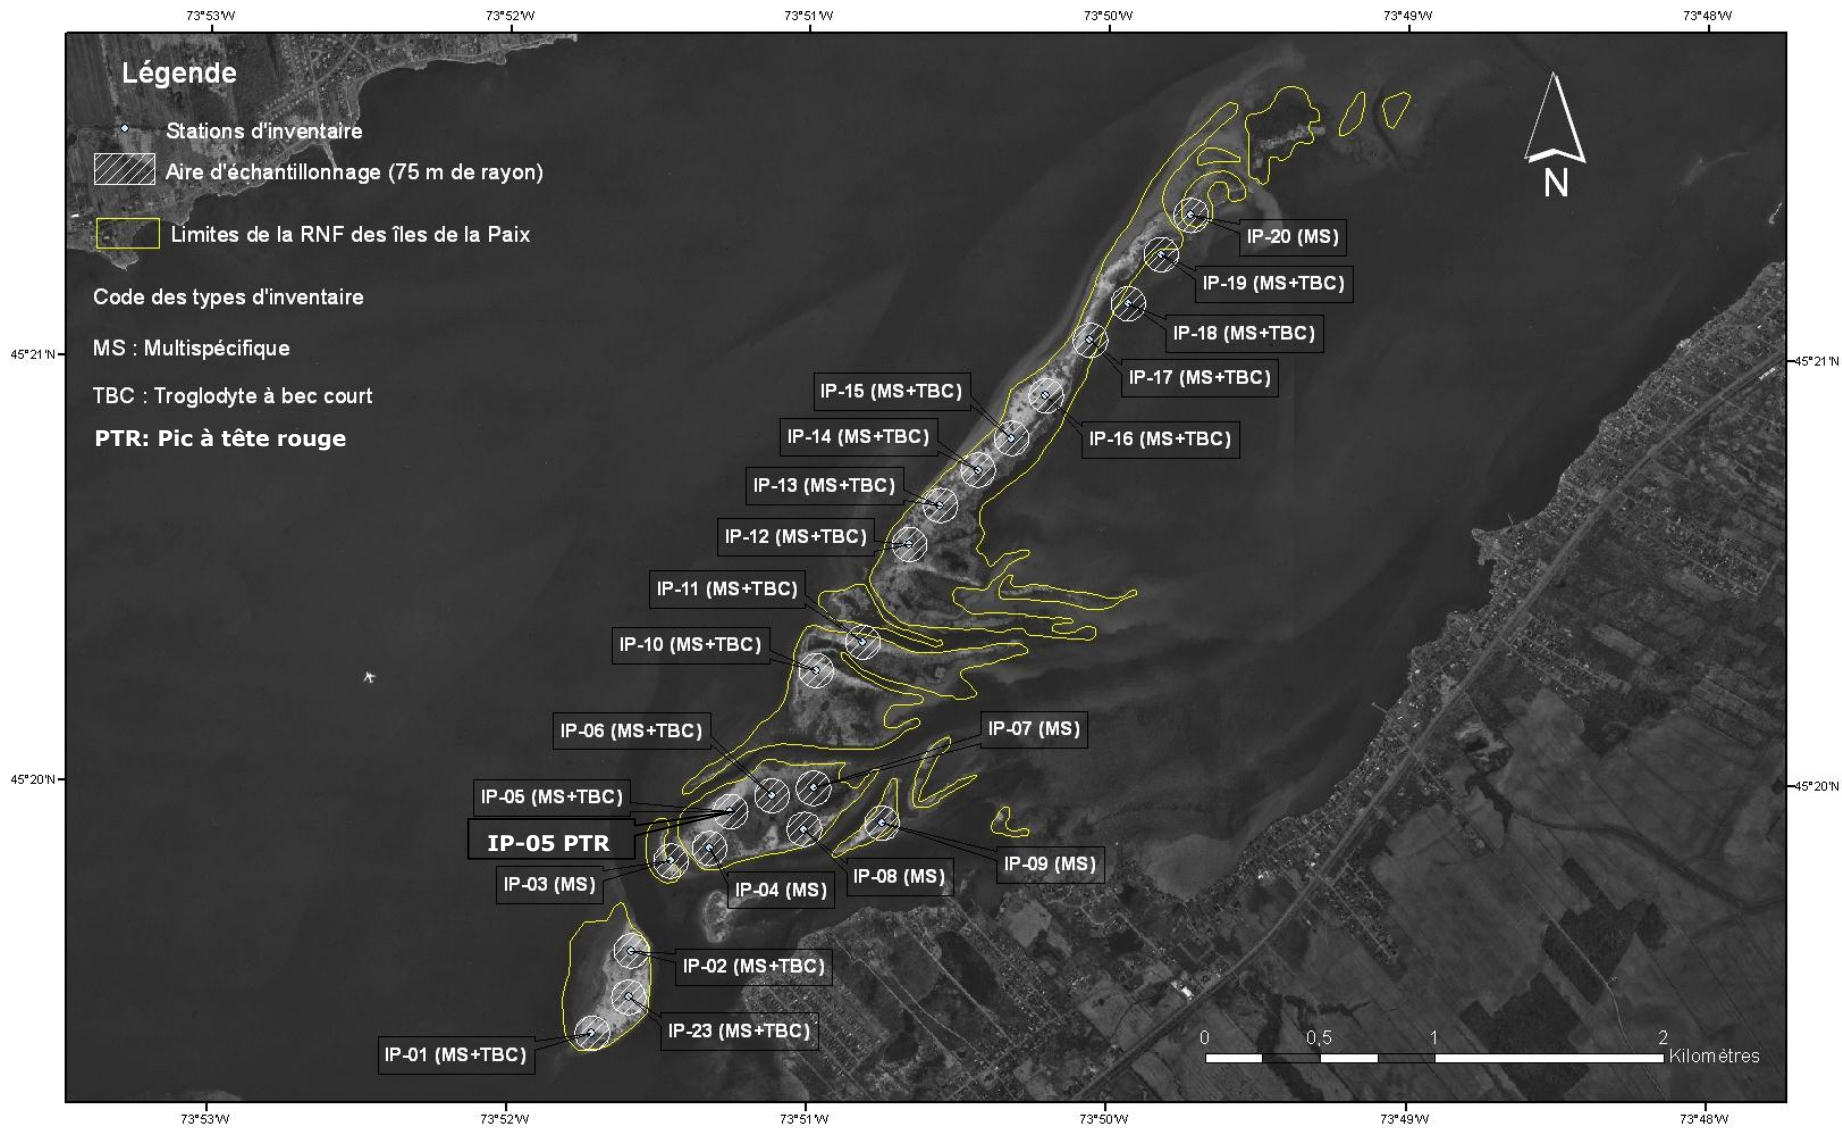 73°53'W 73°52'W 73°51'W 73°50'W 73°49'W 73°48'W
Légende
Stations d'inventaire
Aire d'échantillonnage (75 m de rayon)
Limites de la RNF des îles de la Paix
Code des types d'inventaire
MS : Multispécifique
TBC : Troglodyte à bec court
PTR: Pic à tête rouge
N
IP-20 (MS)
IP-19 (MS+TBC)
IP-18 (MS+TBC)
45°21'N
45°21'N
IP-17 (MS+TBC)
IP-15 (MS+TBC)
IP-14 (MS+TBC)
IP-16 (MS+TBC)
IP-13 (MS+TBC)
IP-12 (MS+TBC)
IP-11 (MS+TBC)
IP-10 (MS+TBC)
IP-06 (MS+TBC)
IP-07 (MS)
45°20'N
45°20'N
IP-05 (MS+TBC)
IP-05 PTR
IP-09 (MS)
IP-08 (MS)
IP-03 (MS)
IP-04 (MS)
IP-02 (MS+TBC)
IP-23 (MS+TBC)
IP-01 (MS+TBC)
0 0,5 1 2
Kilomètres
73°53'W 73°52'W 73°51'W 73°50'W 73°49'W 73°48'W